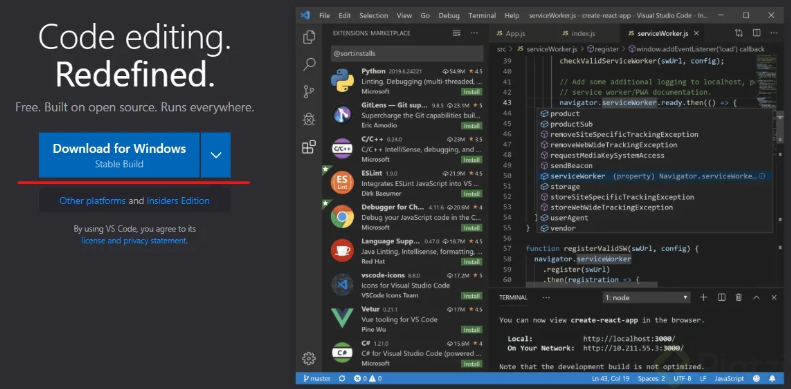 Code editing.
Redefined.
Free. Built on open source. Runs everywhere.
Download for Windows
Stable Build
Other platforms and Insiders Edition
By using VS Code, you agree to its
license and privacy statement.
File Edit Selection View Go Debug Terminal Help serviceWorker.js - create-react-app - Visual Studio Code - In...
EXTENSIONS: MARKETPLACE
@sort:installs
Python 2019.6.24221 54.9M 4.5
Linting, Debugging (multi-threaded, ...
Microsoft Install
GitLens — Git sup... 9.8.5 23.1M 5
Supercharge the Git capabilities buil...
Eric Amodio Install
C/C++ 0.24.0 23M 3.5
C/C++ IntelliSense, debugging, and ...
Microsoft Install
ESLint 1.9.0 21.9M 4.5
Integrates ESLint JavaScript into VS ...
Dirk Baeumer Install
Debugger for Ch... 4.11.6 20.6M 4
Debug your JavaScript code in the C...
Microsoft Install
Language Supp... 0.47.0 18.7M 4.5
Java Linting, Intellisense, formatting, ...
Red Hat Install
vscode-icons 8.8.0 17.2M 5
Icons for Visual Studio Code
VSCode Icons Team Install
Vetur 0.21.1 17M 4.5
Vue tooling for VS Code
Pine Wu Install
C# 1.21.0 15.6M 4
C# for Visual Studio Code (powered ...
Microsoft Install
App.js index.js serviceWorker.js
src serviceWorker.js register window.addEventListener('load') callback
39 checkValidServiceWorker(swUrl, config);
40
41 // Add some additional logging to localhost, p
42 // service worker/PWA documentation.
43 navigator.serviceWorker.ready.then(() => {
44 product
45 productSub
46 removeSiteSpecificTrackingException
47 removeWebWideTrackingException
48 requestMediaKeySystemAccess
49 sendBeacon
50 serviceWorker (property) Navigator.serviceWorke...
51 storage
52 storeSiteSpecificTrackingException
53 storeWebWideTrackingException
54 } userAgent
55 } vendor
56
57 function registerValidSW(swUrl, config) {
58 navigator.serviceWorker
59 .register(swUrl)
60 .then(registration => {
TERMINAL ... 1: node
You can now view create-react-app in the browser.
Local: http://localhost:3000/
On Your Network: http://10.211.55.3:3000/
Note that the development build is not optimized.
master 0 0 Ln 43, Col 19 Spaces: 2 UTF-8 LF JavaScript